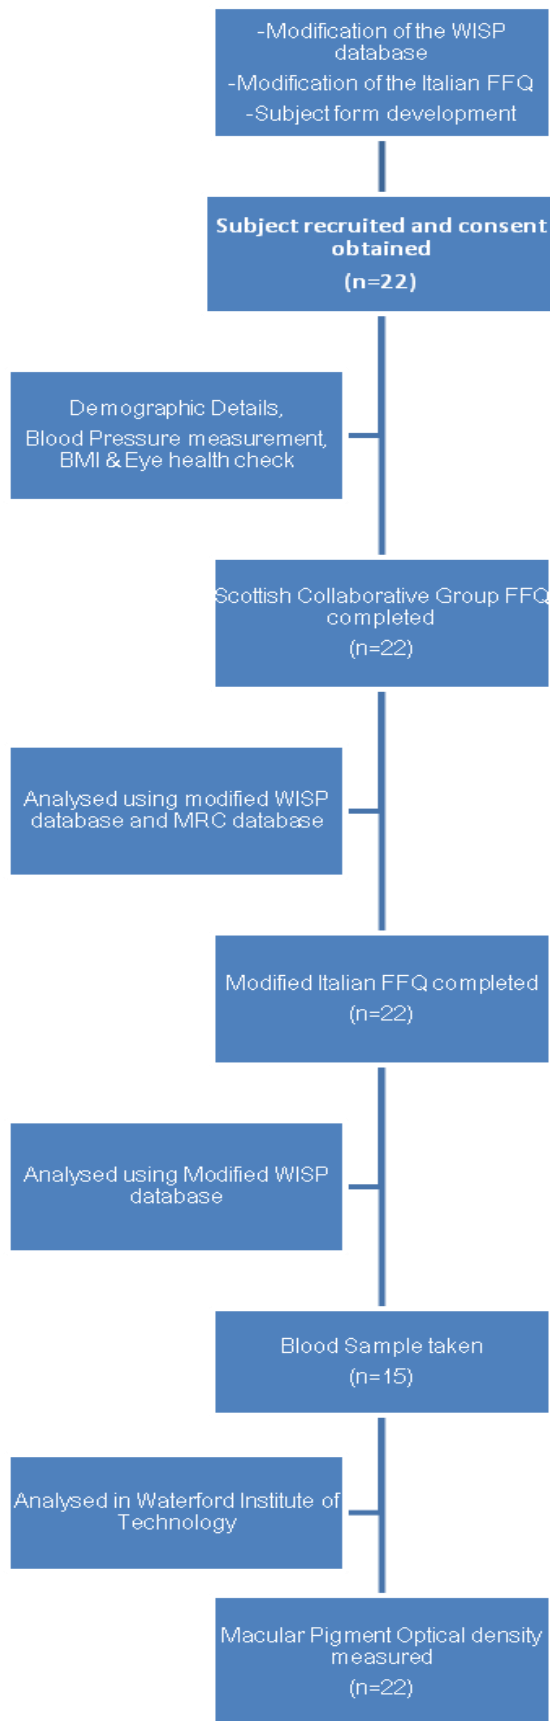 -Modification of the WISP
database
-Modification of the Italian FFQ
-Subject form development
Subject recruited and consent
obtained
(n=22)
Demographic Details,
Blood Pressure measurement,
BMI & Eye health check
Scottish Collaborative Group FFQ
completed
(n=22)
Analysed using modified WISP
database and MRC database
Modified Italian FFQ completed
(n=22)
Analysed using Modified WISP
database
Blood Sample taken
(n=15)
Analysed in Waterford Institute of
Technology
Macular Pigment Optical density
measured
(n=22)